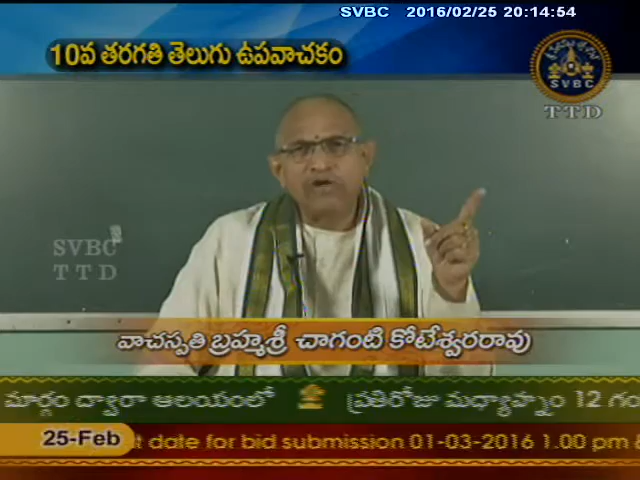 SVBC 2016/02/25 20:14:54
10వ తరగతి తెలుగు ఉపవాచకం
SVBC
TTD
SVBC
TTD
వాచస్పతి బ్రహ్మశ్రీ చాగంటి కోటేశ్వరరావు
మార్గం ద్వారా ఆలయంలో ప్రతిరోజు మధ్యాహ్నం 12 గం
25-Feb t date for bid submission 01-03-2016 1.00 pm &